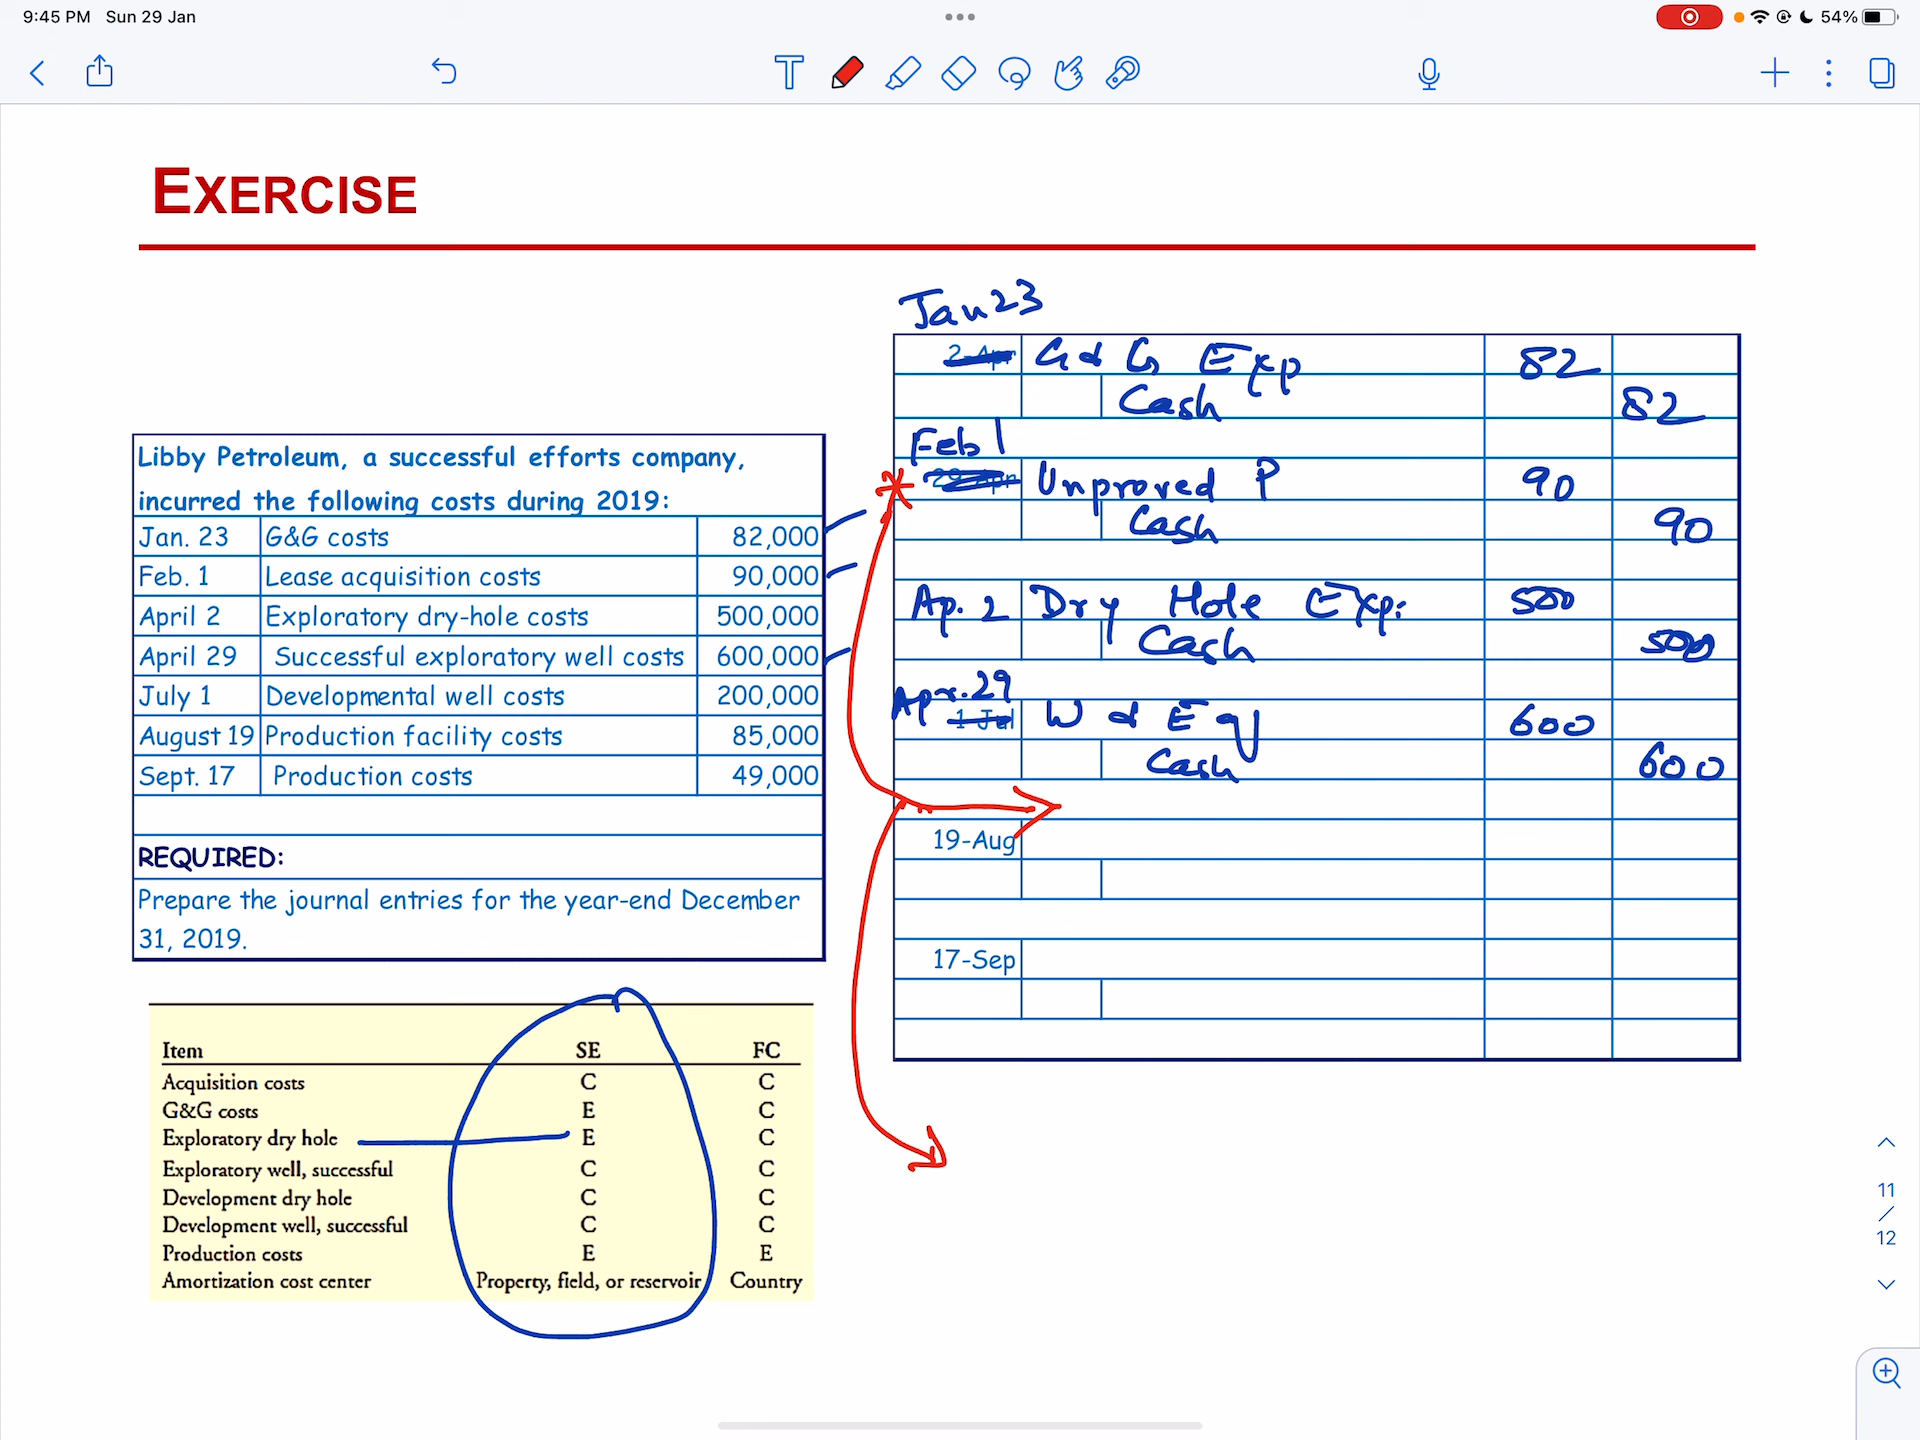 9:45 PM Sun 29 Jan
54%
EXERCISE
Libby Petroleum, a successful efforts company,
incurred the following costs during 2019:
Jan. 23 G&G costs 82,000
Feb. 1 Lease acquisition costs 90,000
April 2 Exploratory dry-hole costs 500,000
April 29 Successful exploratory well costs 600,000
July 1 Developmental well costs 200,000
August 19 Production facility costs 85,000
Sept. 17 Production costs 49,000
REQUIRED:
Prepare the journal entries for the year-end December
31, 2019.
Item SE FC
Acquisition costs C C
G&G costs E C
Exploratory dry hole E C
Exploratory well, successful C C
Development dry hole C C
Development well, successful C C
Production costs E E
Amortization cost center Property, field, or reservoir Country
Jan 23
2-Apr G & G Exp 82
Cash 82
Feb 1
29-Apr Unproved P 90
Cash 90
Ap. 2 Dry Hole Exp. 500
Cash 500
Apr. 29
1-Jul W & Eq 600
Cash 600
19-Aug
17-Sep
11
/
12